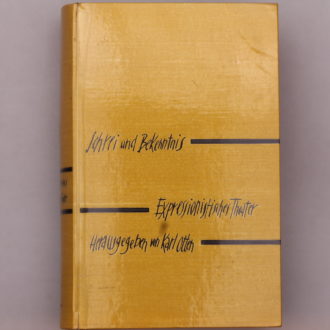 Schrei und Bekenntnis
Expressionistisches Theater
Herausgegeben von Karl Otten